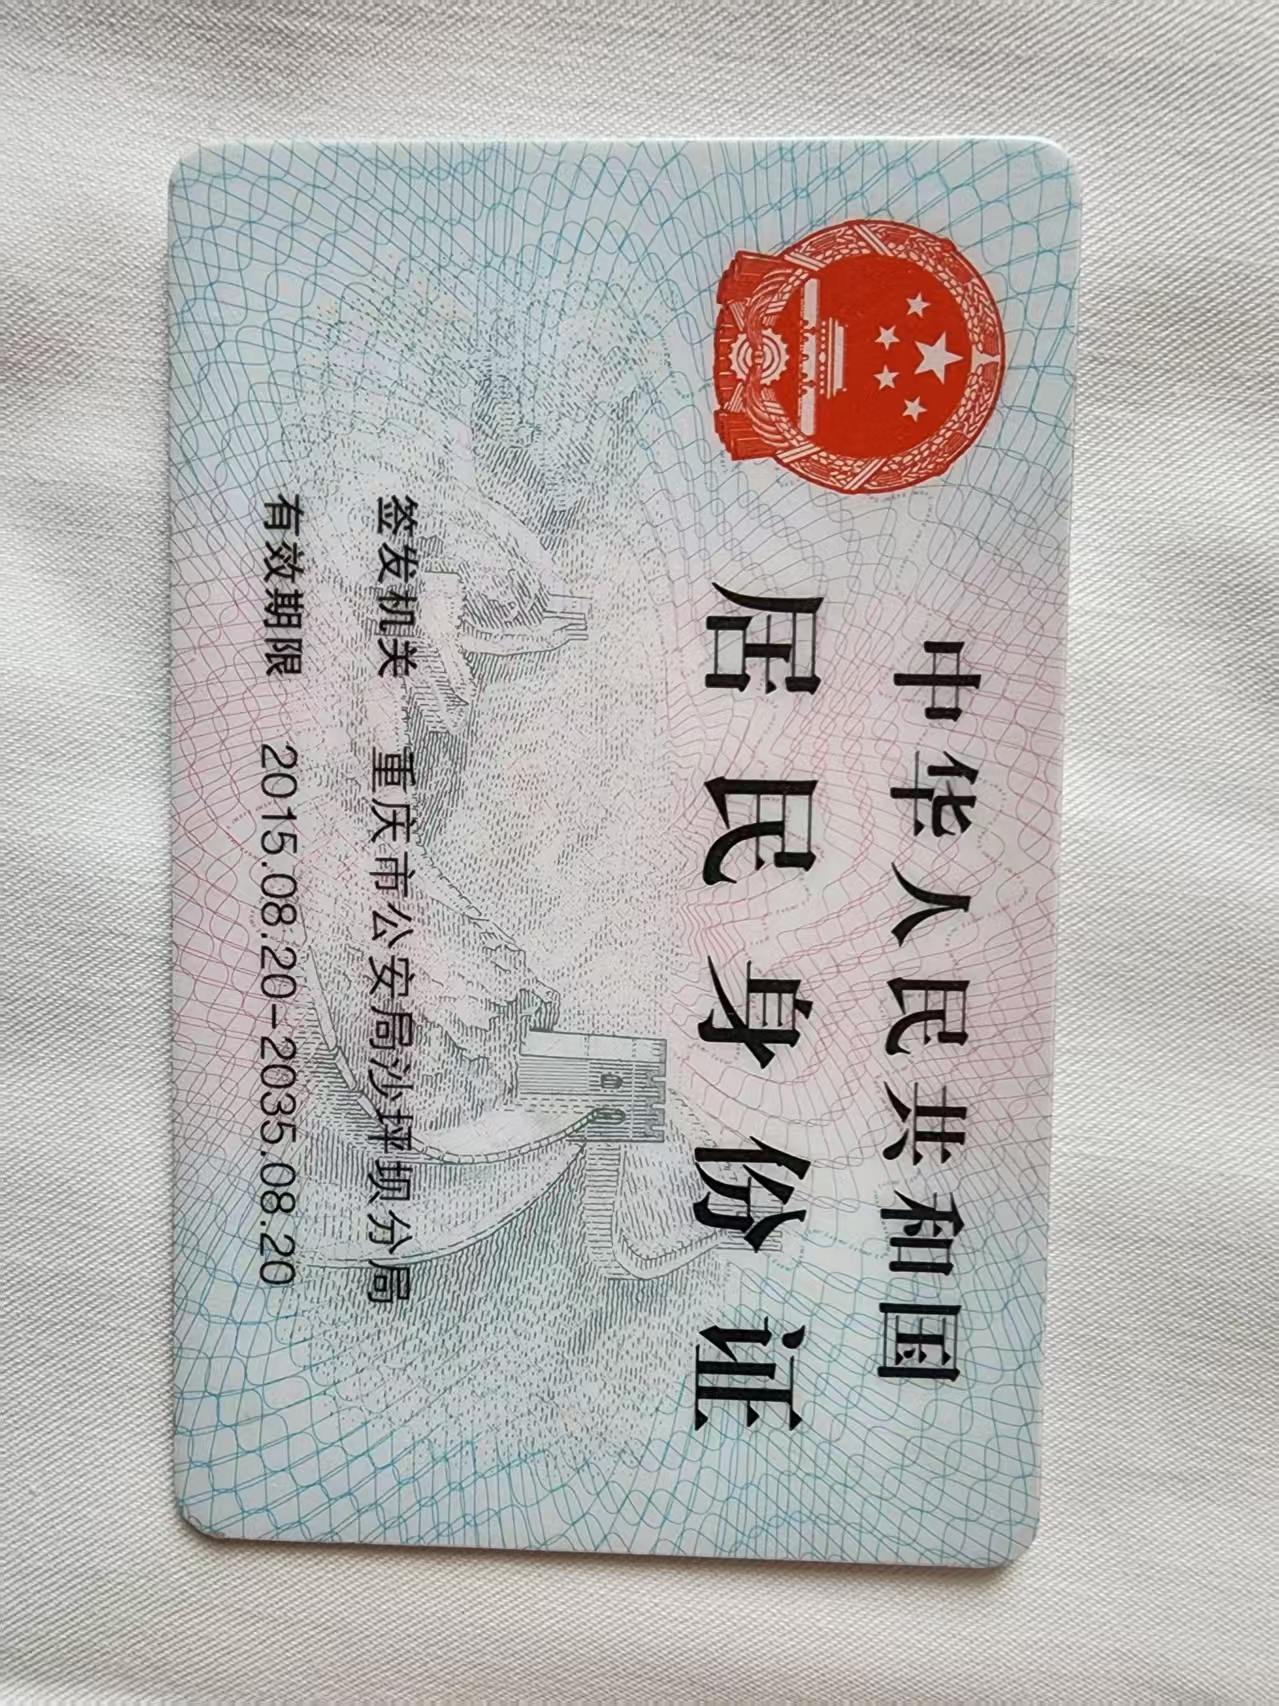 中华人民共和国
居民身份证
签发机关 重庆市公安局沙坪坝分局
有效期限 2015.08.20-2035.08.20